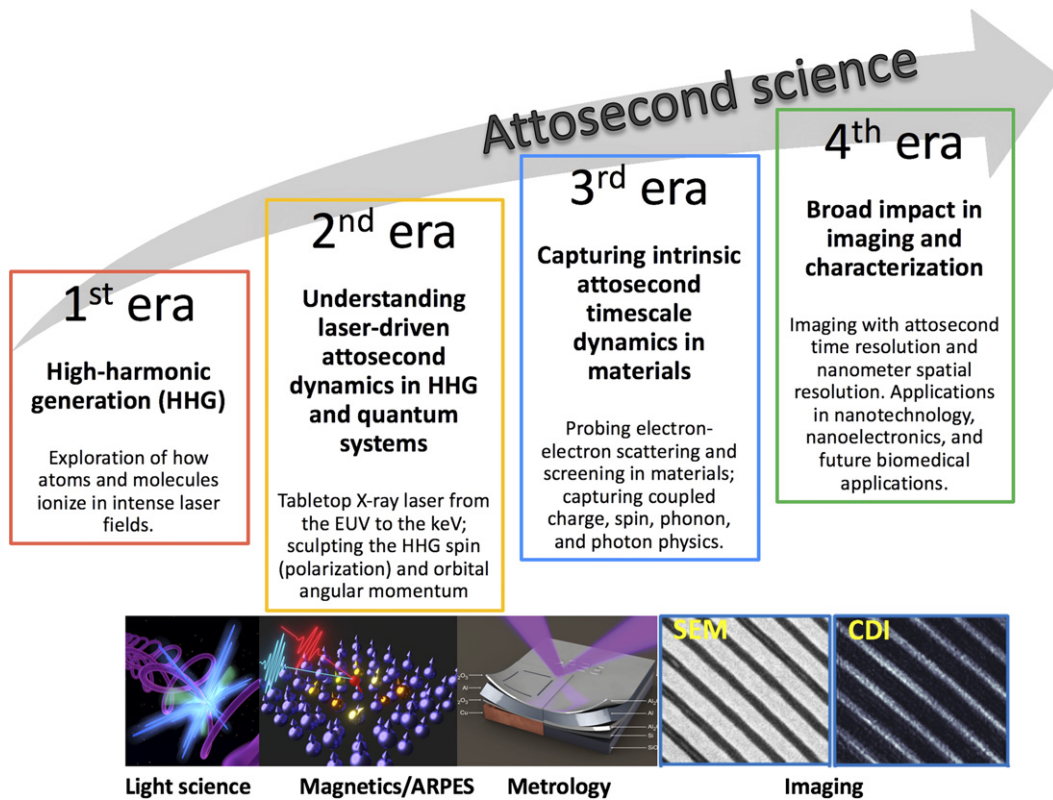 Attosecond science
1st era
High-harmonic
generation (HHG)
Exploration of how
atoms and molecules
ionize in intense laser
fields.
2nd era
Understanding
laser-driven
attosecond
dynamics in HHG
and quantum
systems
Tabletop X-ray laser from
the EUV to the keV;
sculpting the HHG spin
(polarization) and orbital
angular momentum
3rd era
Capturing intrinsic
attosecond
timescale
dynamics in
materials
Probing electron-
electron scattering and
screening in materials;
capturing coupled
charge, spin, phonon,
and photon physics.
4th era
Broad impact in
imaging and
characterization
Imaging with attosecond
time resolution and
nanometer spatial
resolution. Applications
in nanotechnology,
nanoelectronics, and
future biomedical
applications.
Al
Cu
Al
Si
SEM
CDI
Light science
Magnetics/ARPES
Metrology
Imaging